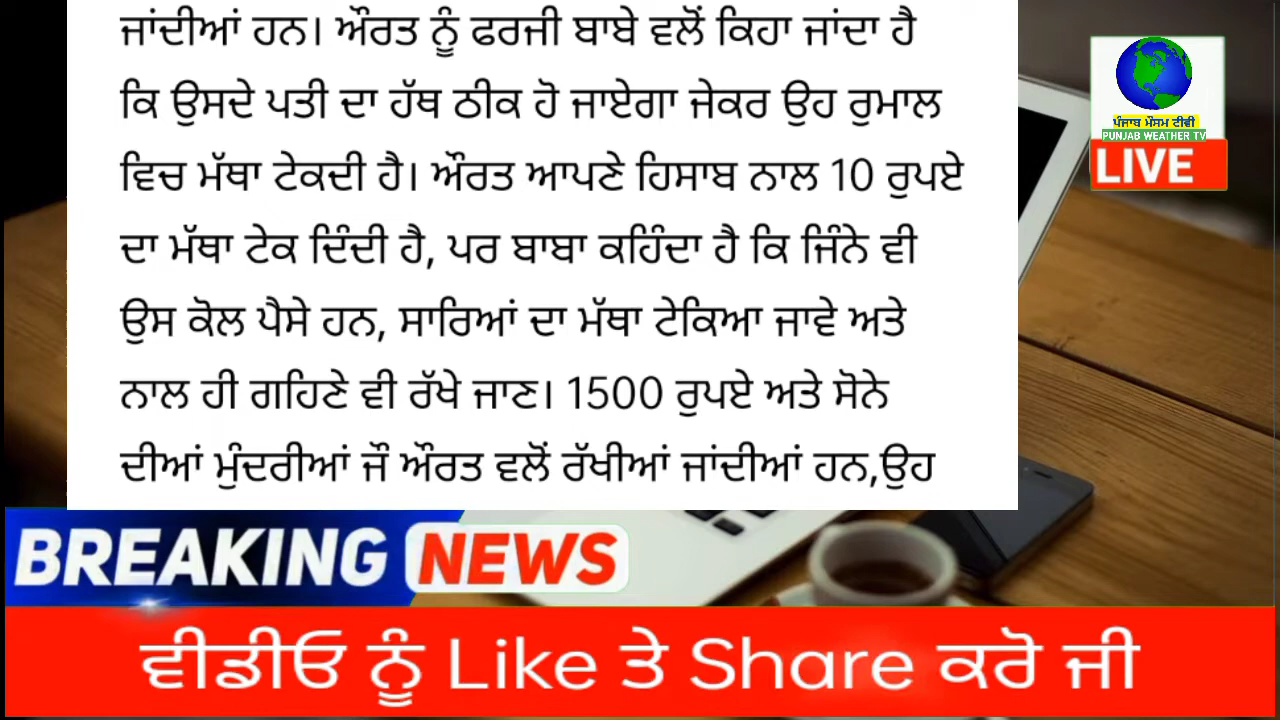 ਜਾਂਦੀਆਂ ਹਨ। ਔਰਤ ਨੂੰ ਫਰਜੀ ਬਾਬੇ ਵਲੋਂ ਕਿਹਾ ਜਾਂਦਾ ਹੈ
ਕਿ ਉਸਦੇ ਪਤੀ ਦਾ ਹੱਥ ਠੀਕ ਹੋ ਜਾਏਗਾ ਜੇਕਰ ਉਹ ਰੁਮਾਲ
ਵਿਚ ਮੱਥਾ ਟੇਕਦੀ ਹੈ। ਔਰਤ ਆਪਣੇ ਹਿਸਾਬ ਨਾਲ 10 ਰੁਪਏ
ਦਾ ਮੱਥਾ ਟੇਕ ਦਿੰਦੀ ਹੈ, ਪਰ ਬਾਬਾ ਕਹਿੰਦਾ ਹੈ ਕਿ ਜਿੰਨੇ ਵੀ
ਉਸ ਕੋਲ ਪੈਸੇ ਹਨ, ਸਾਰਿਆਂ ਦਾ ਮੱਥਾ ਟੇਕਿਆ ਜਾਵੇ ਅਤੇ
ਨਾਲ ਹੀ ਗਹਿਣੇ ਵੀ ਰੱਖੇ ਜਾਣ। 1500 ਰੁਪਏ ਅਤੇ ਸੋਨੇ
ਦੀਆਂ ਮੁੰਦਰੀਆਂ ਜੌ ਔਰਤ ਵਲੋਂ ਰੱਖੀਆਂ ਜਾਂਦੀਆਂ ਹਨ,ਉਹ
ਪੰਜਾਬ ਮੌਸਮ ਟੀਵੀ
PUNJAB WEATHER TV
LIVE
BREAKING NEWS
ਵੀਡੀਓ ਨੂੰ Like ਤੇ Share ਕਰੋ ਜੀ